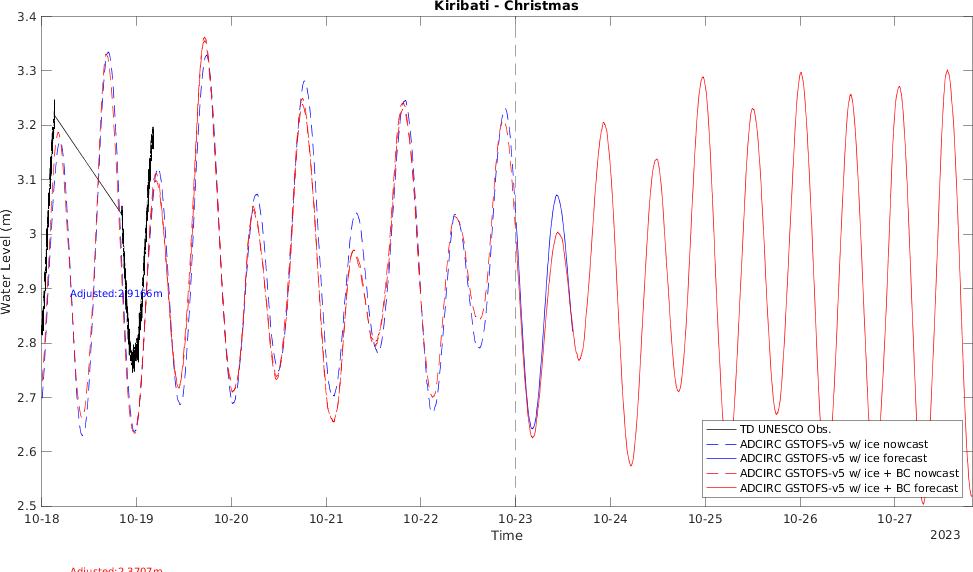 Kiribati - Christmas
3.4
3.3
3.2
3.1
3
2.9
2.8
2.7
2.6
2.5
Water Level (m)
Adjusted:2.9166m
TD UNESCO Obs.
ADCIRC GSTOFS-v5 w/ ice nowcast
ADCIRC GSTOFS-v5 w/ ice forecast
ADCIRC GSTOFS-v5 w/ ice + BC nowcast
ADCIRC GSTOFS-v5 w/ ice + BC forecast
10-18 10-19 10-20 10-21 10-22 10-23 10-24 10-25 10-26 10-27
Time
2023
Adjusted:2.3707m